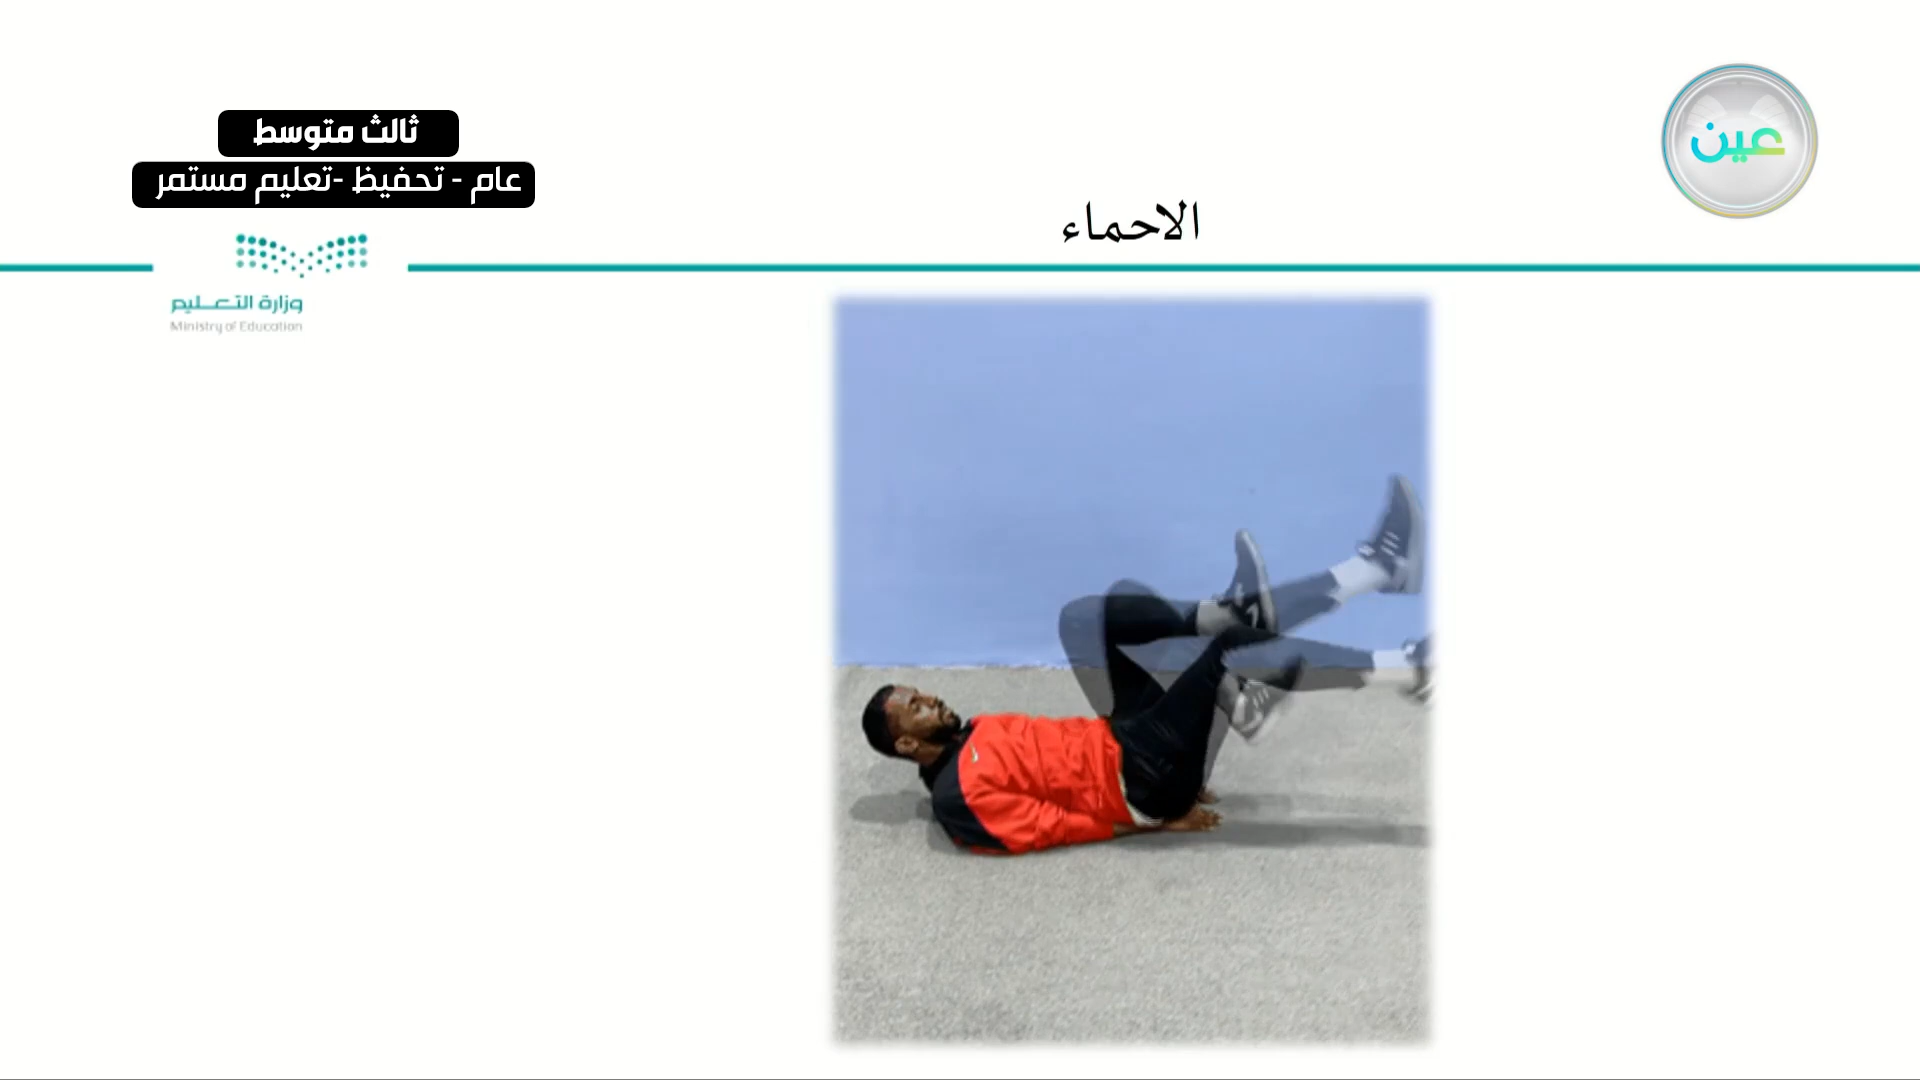 ثالث متوسط
عام - تحفيظ -تعليم مستمر
عين
الاحماء
وزارة التعليم
Ministry of Education